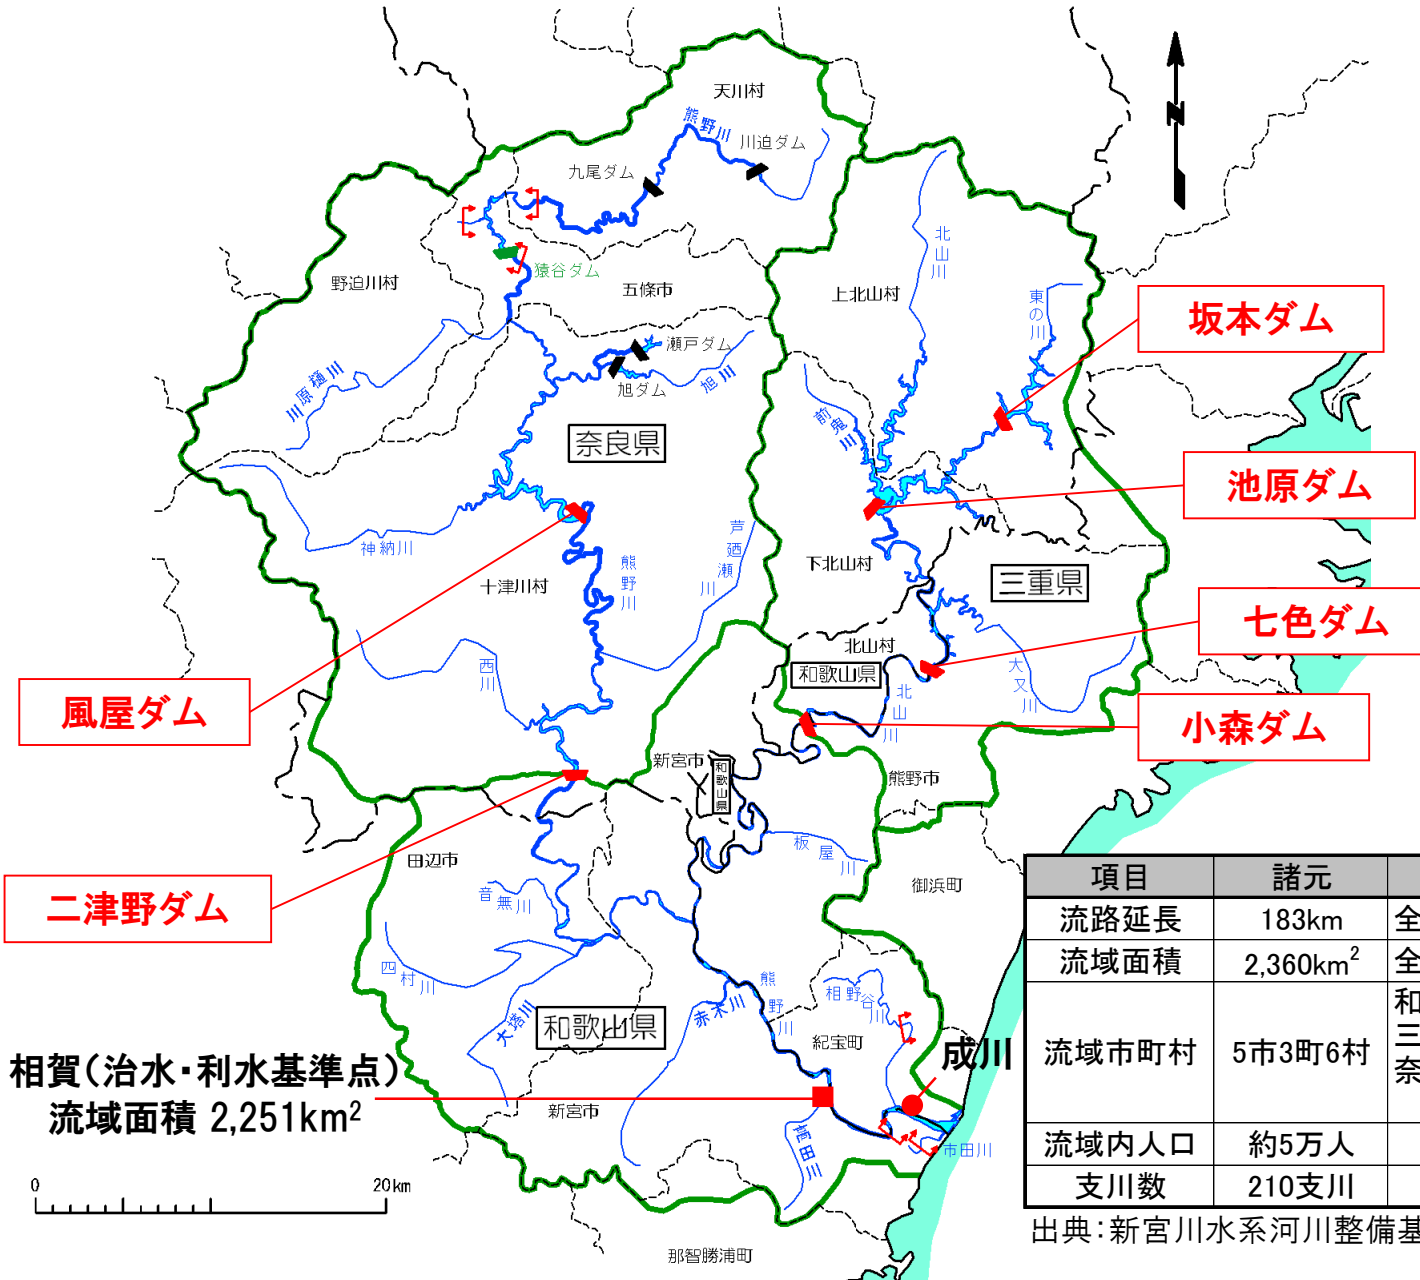 天川村
熊野川
川迫ダム
九尾ダム
N
猿谷ダム
野迫川村
五條市
北山川
上北山村
東の川
坂本ダム
瀬戸ダム
旭ダム
旭川
川原樋川
前鬼川
奈良県
池原ダム
神納川
十津川村
熊野川
芦廼瀬川
下北山村
三重県
七色ダム
北山村
和歌山県
大又川
北山川
西川
風屋ダム
小森ダム
新宮市
和歌山県
熊野市
板屋川
田辺市
音無川
御浜町
二津野ダム
四村川
大塔川
和歌山県
赤木川
熊野川
相野谷川
紀宝町
成川
相賀(治水・利水基準点)
流域面積 2,251km²
新宮市
高田川
市田川
那智勝浦町
0 20km
項目 諸元
流路延長 183km 全
流域面積 2,360km² 全
和
流域市町村 5市3町6村 三
奈
流域内人口 約5万人
支川数 210支川
出典:新宮川水系河川整備基